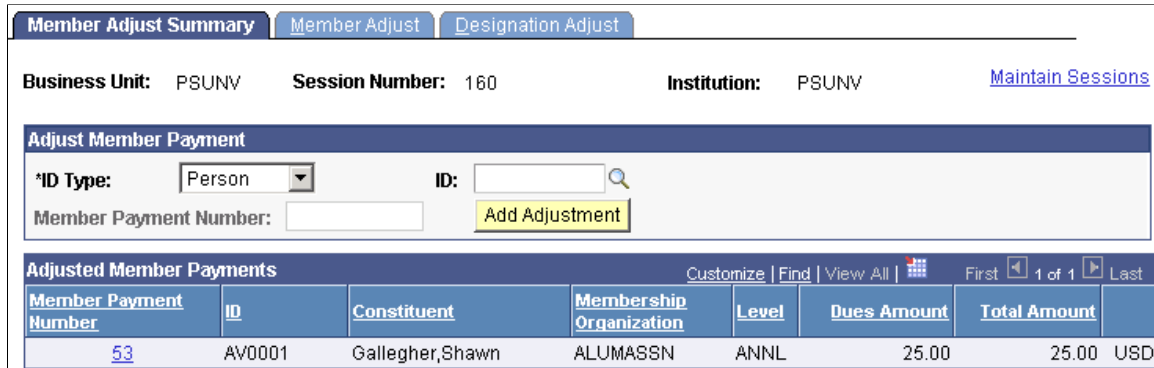 Member Adjust Summary Member Adjust Designation Adjust
Business Unit: PSUNV Session Number: 160 Institution: PSUNV Maintain Sessions
Adjust Member Payment
*ID Type: Person ID:
Member Payment Number: Add Adjustment
Adjusted Member Payments Customize | Find | View All | First 1 of 1 Last
Member Payment Number ID Constituent Membership Organization Level Dues Amount Total Amount
53 AV0001 Gallegher,Shawn ALUMASSN ANNL 25.00 25.00 USD